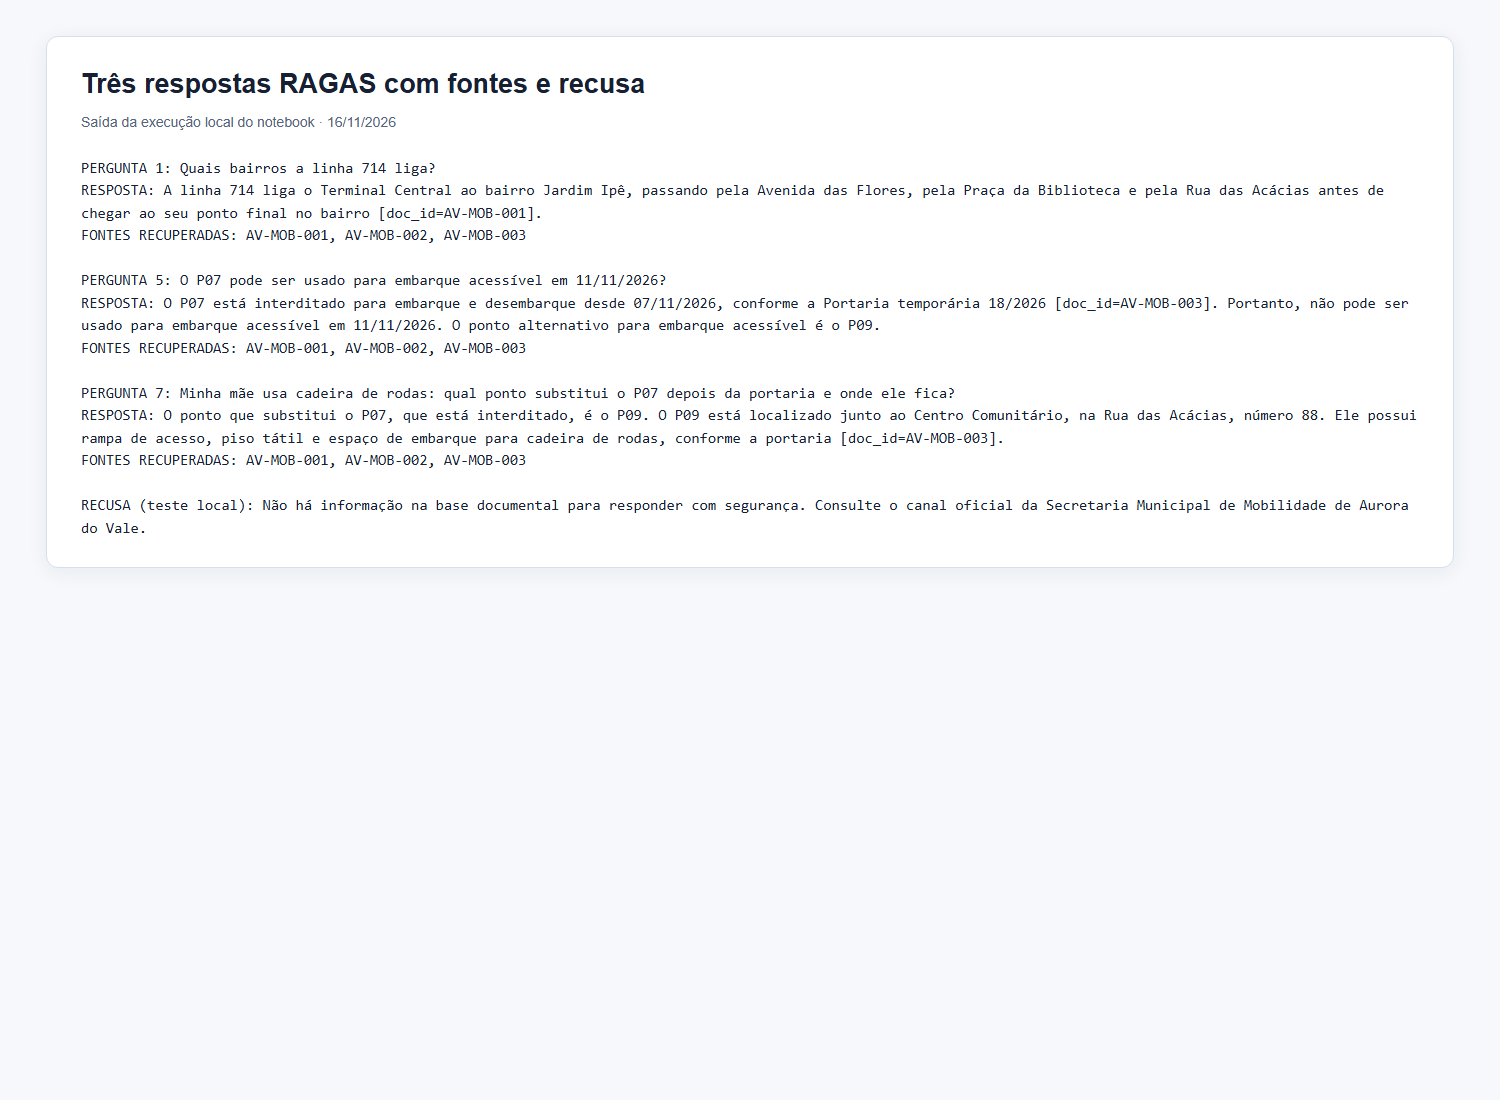 Três respostas RAGAS com fontes e recusa
Saída da execução local do notebook · 16/11/2026
PERGUNTA 1: Quais bairros a linha 714 liga?
RESPOSTA: A linha 714 liga o Terminal Central ao bairro Jardim Ipê, passando pela Avenida das Flores, pela Praça da Biblioteca e pela Rua das Acácias antes de
chegar ao seu ponto final no bairro [doc_id=AV-MOB-001].
FONTES RECUPERADAS: AV-MOB-001, AV-MOB-002, AV-MOB-003
PERGUNTA 5: O P07 pode ser usado para embarque acessível em 11/11/2026?
RESPOSTA: O P07 está interditado para embarque e desembarque desde 07/11/2026, conforme a Portaria temporária 18/2026 [doc_id=AV-MOB-003]. Portanto, não pode ser
usado para embarque acessível em 11/11/2026. O ponto alternativo para embarque acessível é o P09.
FONTES RECUPERADAS: AV-MOB-001, AV-MOB-002, AV-MOB-003
PERGUNTA 7: Minha mãe usa cadeira de rodas: qual ponto substitui o P07 depois da portaria e onde ele fica?
RESPOSTA: O ponto que substitui o P07, que está interditado, é o P09. O P09 está localizado junto ao Centro Comunitário, na Rua das Acácias, número 88. Ele possui
rampa de acesso, piso tátil e espaço de embarque para cadeira de rodas, conforme a portaria [doc_id=AV-MOB-003].
FONTES RECUPERADAS: AV-MOB-001, AV-MOB-002, AV-MOB-003
RECUSA (teste local): Não há informação na base documental para responder com segurança. Consulte o canal oficial da Secretaria Municipal de Mobilidade de Aurora
do Vale.